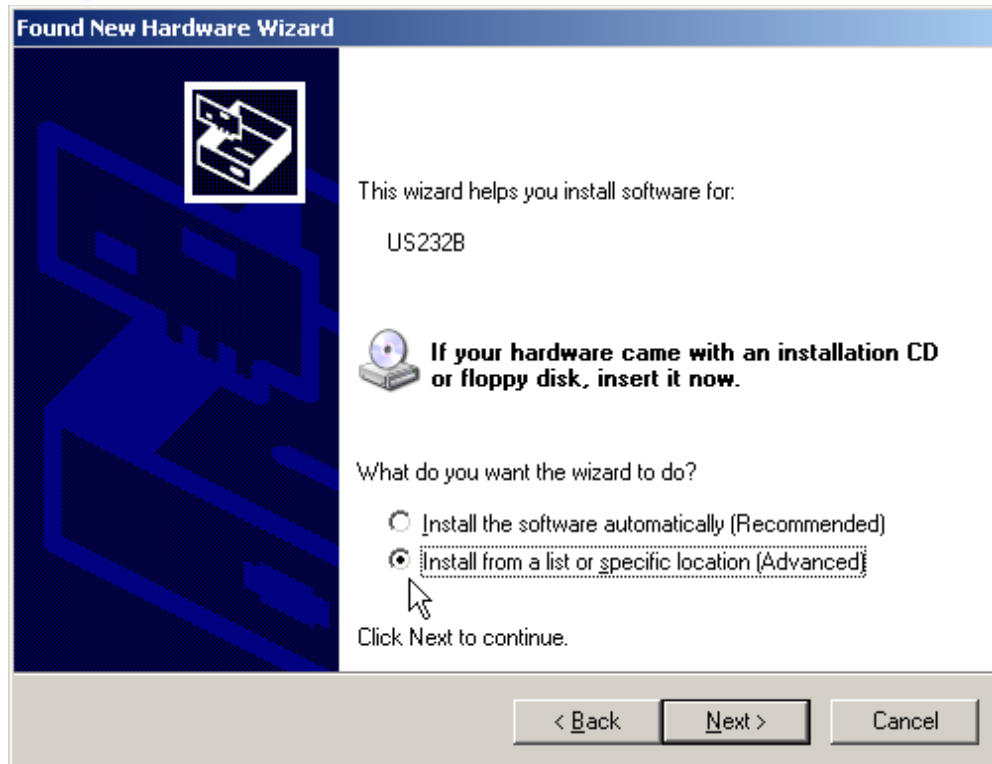 Found New Hardware Wizard
This wizard helps you install software for:
US232B
If your hardware came with an installation CD
or floppy disk, insert it now.
What do you want the wizard to do?
Install the software automatically (Recommended)
Install from a list or specific location (Advanced)
Click Next to continue.
< Back Next > Cancel